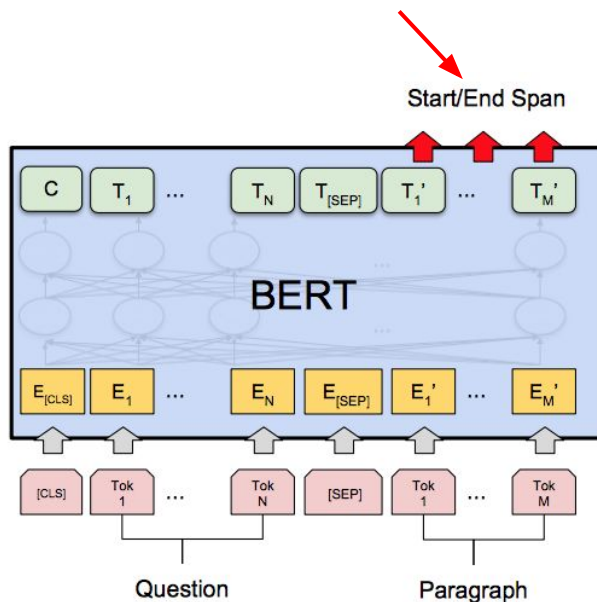 Start/End Span
C T1 ... TN T[SEP] T1' ... TM'
BERT
E[CLS] E1 ... EN E[SEP] E1' ... EM'
[CLS] Tok 1 ... Tok N [SEP] Tok 1 ... Tok M
Question Paragraph